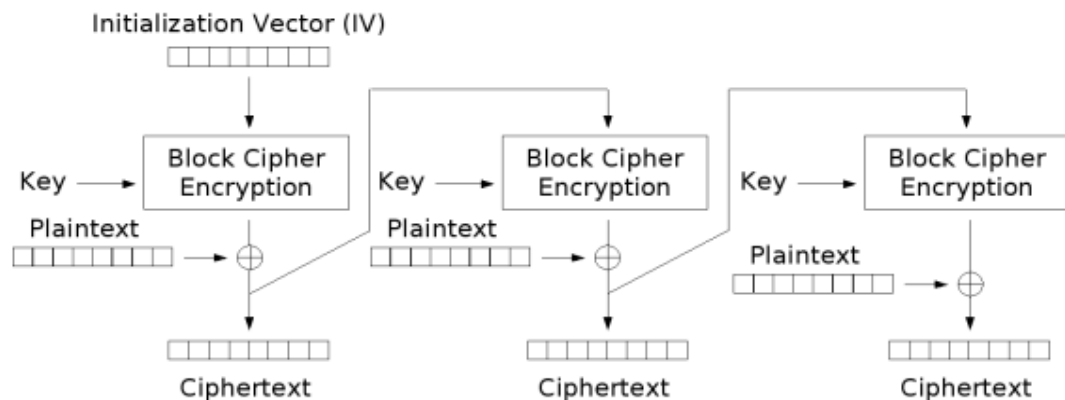 Initialization Vector (IV)
Block Cipher
Encryption
Block Cipher
Encryption
Block Cipher
Encryption
Key
Key
Key
Plaintext
Plaintext
Plaintext
Ciphertext
Ciphertext
Ciphertext